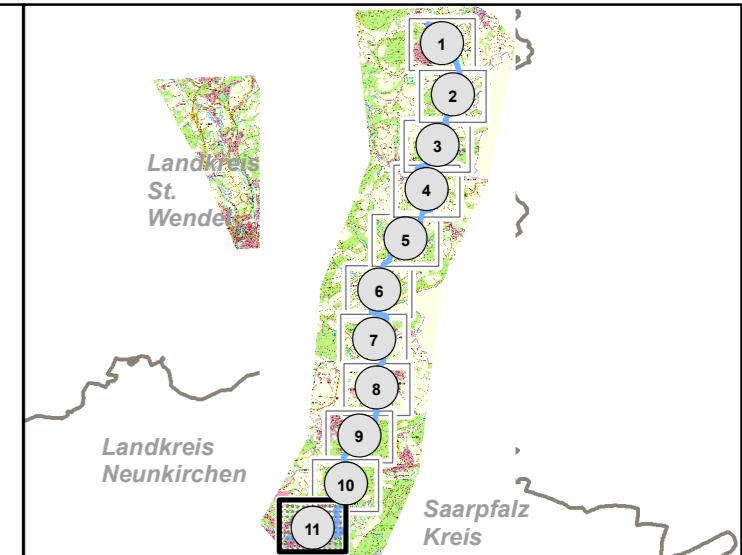 1
2
3
Landkreis
St.
Wendel
4
5
6
7
8
9
Landkreis
Neunkirchen
10
Saarpfalz
Kreis
11